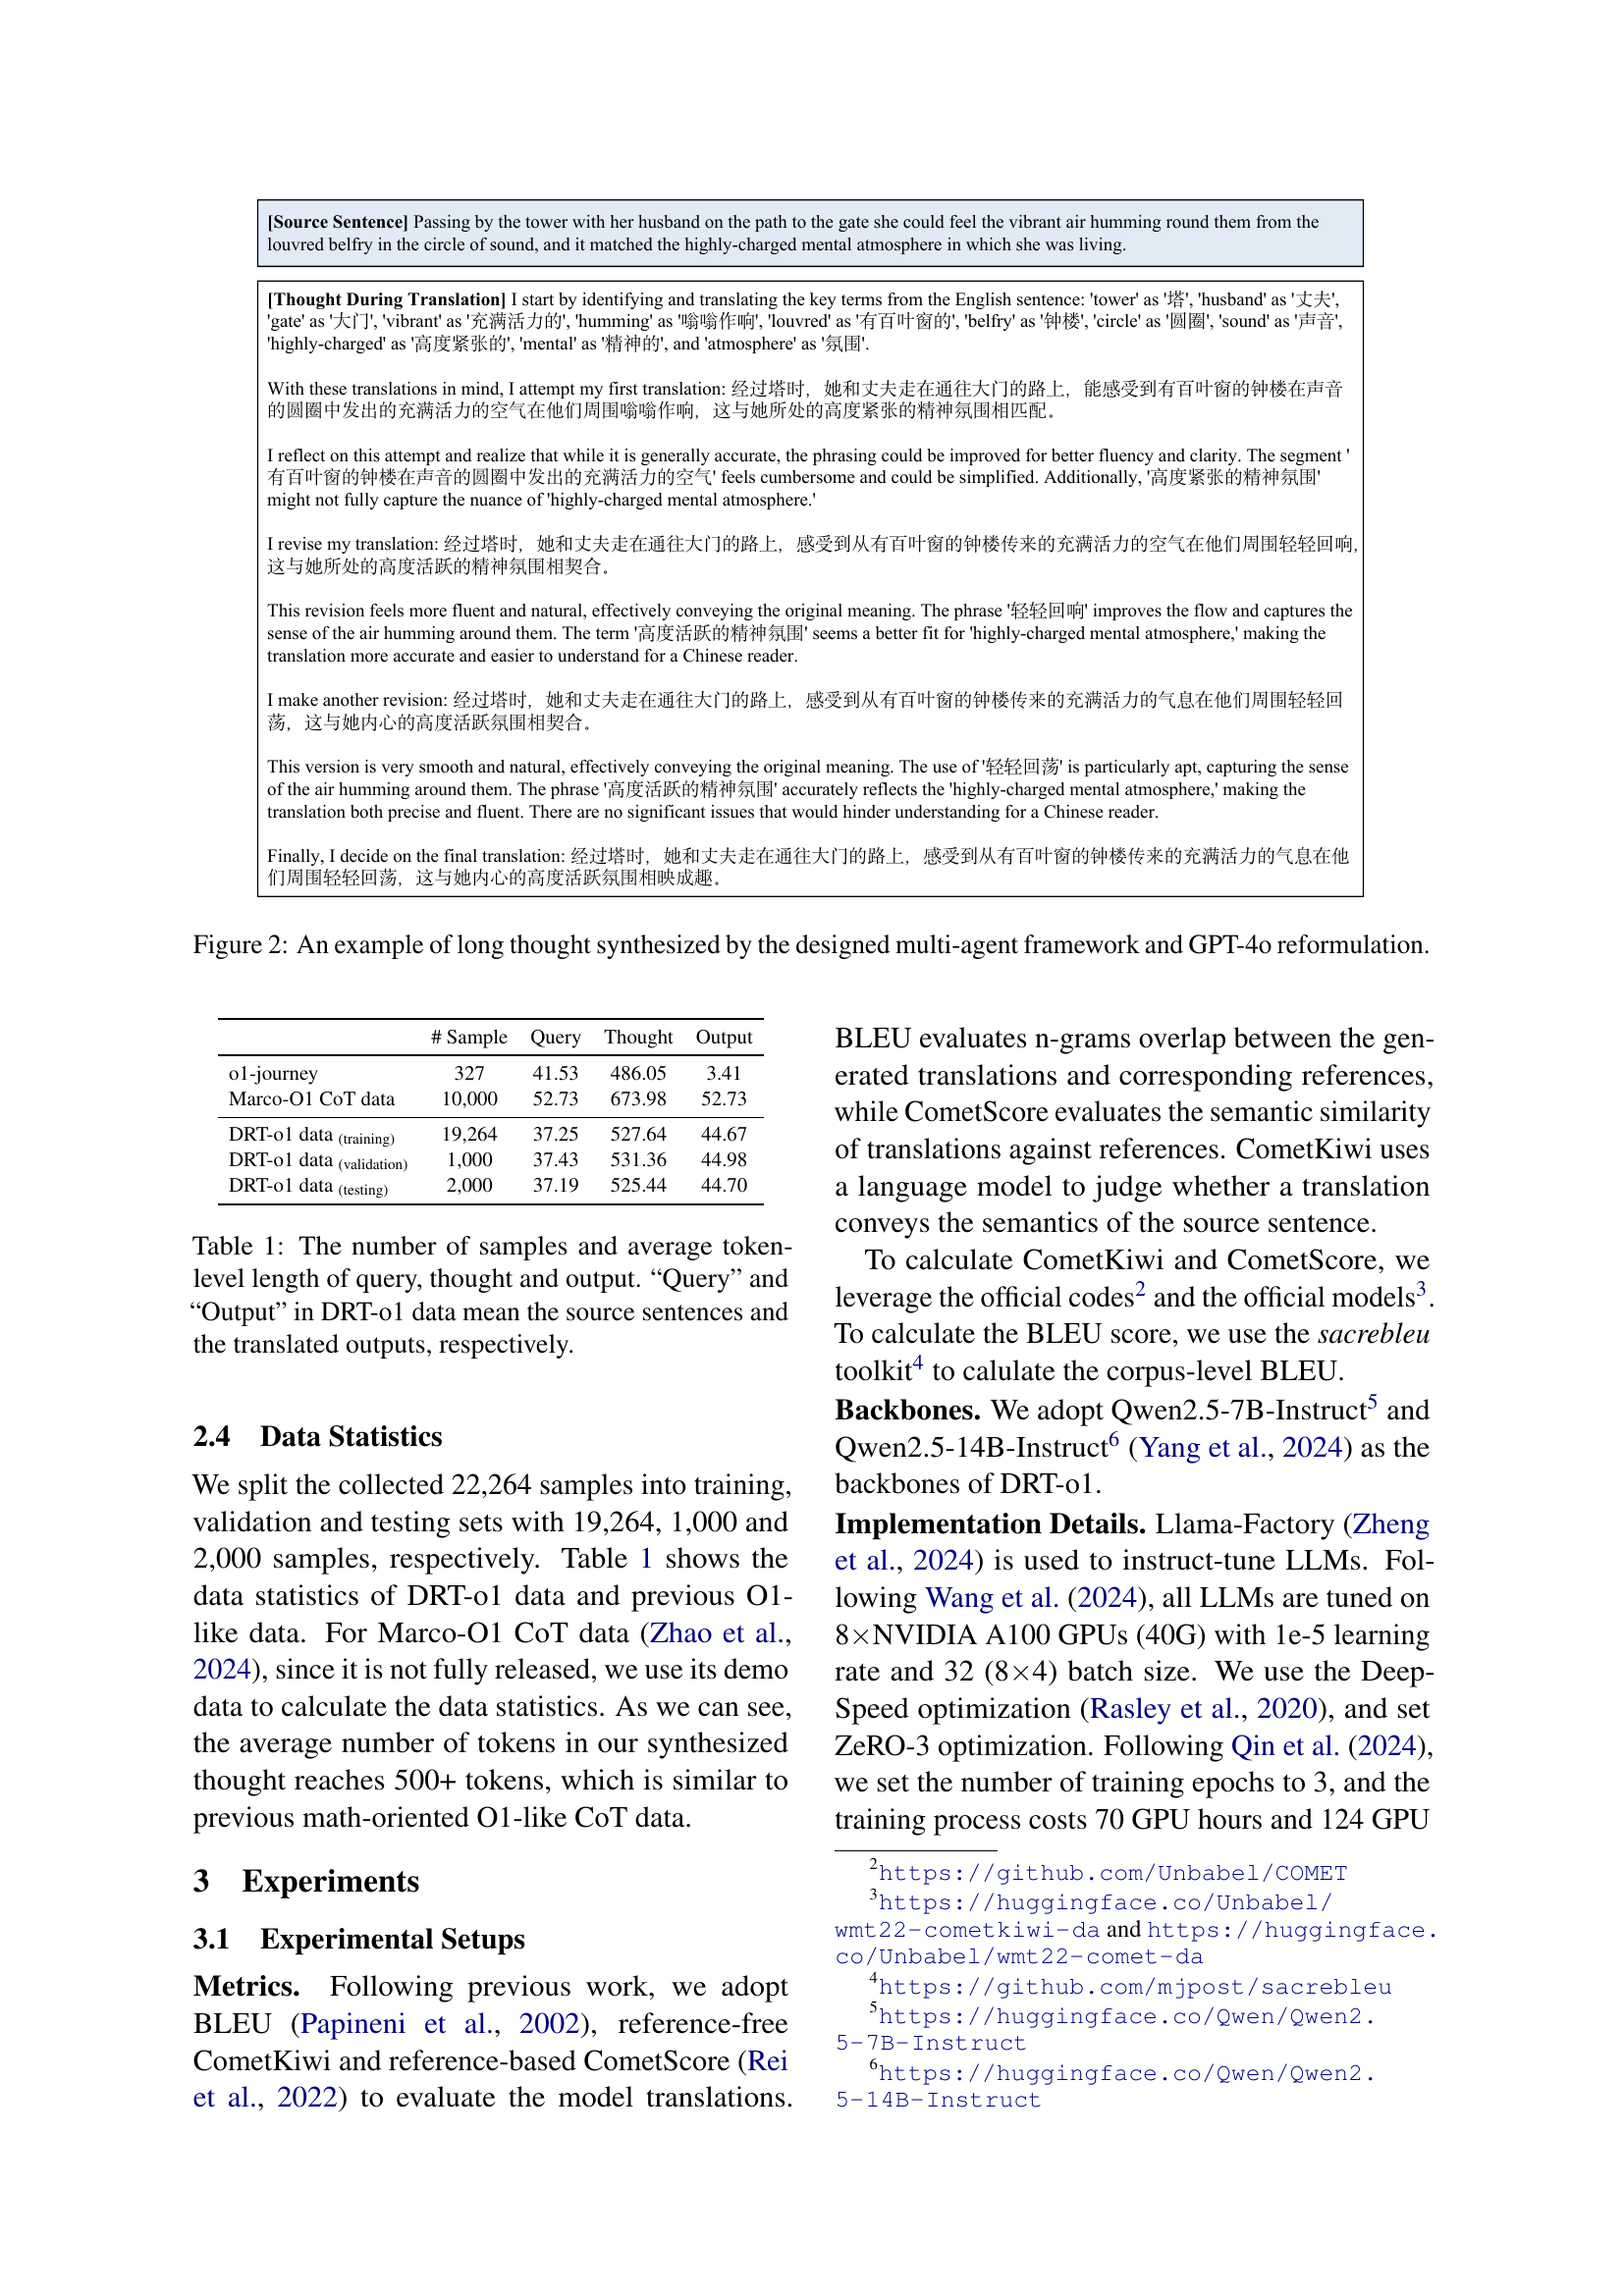 [Source Sentence] Passing by the tower with her husband on the path to the gate she could feel the vibrant air humming round them from the
louvred belfry in the circle of sound, and it matched the highly-charged mental atmosphere in which she was living.
[Thought During Translation] I start by identifying and translating the key terms from the English sentence: 'tower' as '塔', 'husband' as '丈夫',
'gate' as '大门', 'vibrant' as '充满活力的', 'humming' as '嗡嗡作响', 'louvred' as '有百叶窗的', 'belfry' as '钟楼', 'circle' as '圆圈', 'sound' as '声音',
'highly-charged' as '高度紧张的', 'mental' as '精神的', and 'atmosphere' as '氛围'.
With these translations in mind, I attempt my first translation: 经过塔时，她和丈夫走在通往大门的路上，能感受到有百叶窗的钟楼在声音
的圆圈中发出的充满活力的空气在他们周围嗡嗡作响，这与她所处的高度紧张的精神氛围相匹配。
I reflect on this attempt and realize that while it is generally accurate, the phrasing could be improved for better fluency and clarity. The segment '
有百叶窗的钟楼在声音的圆圈中发出的充满活力的空气' feels cumbersome and could be simplified. Additionally, '高度紧张的精神氛围'
might not fully capture the nuance of 'highly-charged mental atmosphere.'
I revise my translation: 经过塔时，她和丈夫走在通往大门的路上，感受到从有百叶窗的钟楼传来的充满活力的空气在他们周围轻轻回响，
这与她所处的高度活跃的精神氛围相契合。
This revision feels more fluent and natural, effectively conveying the original meaning. The phrase '轻轻回响' improves the flow and captures the
sense of the air humming around them. The term '高度活跃的精神氛围' seems a better fit for 'highly-charged mental atmosphere,' making the
translation more accurate and easier to understand for a Chinese reader.
I make another revision: 经过塔时，她和丈夫走在通往大门的路上，感受到从有百叶窗的钟楼传来的充满活力的气息在他们周围轻轻回
荡，这与她内心的高度活跃氛围相契合。
This version is very smooth and natural, effectively conveying the original meaning. The use of '轻轻回荡' is particularly apt, capturing the sense
of the air humming around them. The phrase '高度活跃的精神氛围' accurately reflects the 'highly-charged mental atmosphere,' making the
translation both precise and fluent. There are no significant issues that would hinder understanding for a Chinese reader.
Finally, I decide on the final translation: 经过塔时，她和丈夫走在通往大门的路上，感受到从有百叶窗的钟楼传来的充满活力的气息在他
们周围轻轻回荡，这与她内心的高度活跃氛围相映成趣。
Figure 2: An example of long thought synthesized by the designed multi-agent framework and GPT-4o reformulation.
# Sample Query Thought Output
o1-journey 327 41.53 486.05 3.41
Marco-O1 CoT data 10,000 52.73 673.98 52.73
DRT-o1 data (training) 19,264 37.25 527.64 44.67
DRT-o1 data (validation) 1,000 37.43 531.36 44.98
DRT-o1 data (testing) 2,000 37.19 525.44 44.70
Table 1: The number of samples and average token-
level length of query, thought and output. “Query” and
“Output” in DRT-o1 data mean the source sentences and
the translated outputs, respectively.
2.4 Data Statistics
We split the collected 22,264 samples into training,
validation and testing sets with 19,264, 1,000 and
2,000 samples, respectively. Table 1 shows the
data statistics of DRT-o1 data and previous O1-
like data. For Marco-O1 CoT data (Zhao et al.,
2024), since it is not fully released, we use its demo
data to calculate the data statistics. As we can see,
the average number of tokens in our synthesized
thought reaches 500+ tokens, which is similar to
previous math-oriented O1-like CoT data.
3 Experiments
3.1 Experimental Setups
Metrics. Following previous work, we adopt
BLEU (Papineni et al., 2002), reference-free
CometKiwi and reference-based CometScore (Rei
et al., 2022) to evaluate the model translations.
BLEU evaluates n-grams overlap between the gen-
erated translations and corresponding references,
while CometScore evaluates the semantic similarity
of translations against references. CometKiwi uses
a language model to judge whether a translation
conveys the semantics of the source sentence.
To calculate CometKiwi and CometScore, we
leverage the official codes2 and the official models3.
To calculate the BLEU score, we use the sacrebleu
toolkit4 to calulate the corpus-level BLEU.
Backbones. We adopt Qwen2.5-7B-Instruct5 and
Qwen2.5-14B-Instruct6 (Yang et al., 2024) as the
backbones of DRT-o1.
Implementation Details. Llama-Factory (Zheng
et al., 2024) is used to instruct-tune LLMs. Fol-
lowing Wang et al. (2024), all LLMs are tuned on
8×NVIDIA A100 GPUs (40G) with 1e-5 learning
rate and 32 (8×4) batch size. We use the Deep-
Speed optimization (Rasley et al., 2020), and set
ZeRO-3 optimization. Following Qin et al. (2024),
we set the number of training epochs to 3, and the
training process costs 70 GPU hours and 124 GPU
2https://github.com/Unbabel/COMET
3https://huggingface.co/Unbabel/
wmt22-cometkiwi-da and https://huggingface.
co/Unbabel/wmt22-comet-da
4https://github.com/mjpost/sacrebleu
5https://huggingface.co/Qwen/Qwen2.
5-7B-Instruct
6https://huggingface.co/Qwen/Qwen2.
5-14B-Instruct